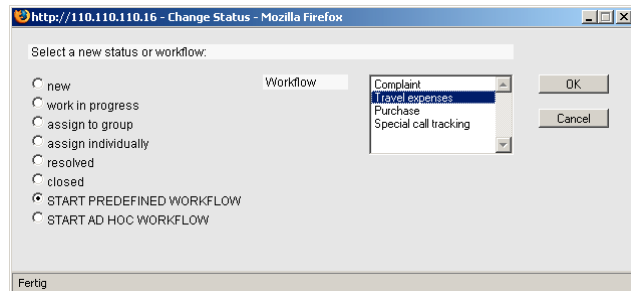 http://110.110.110.16 - Change Status - Mozilla Firefox
Select a new status or workflow:
new
work in progress
assign to group
assign individually
resolved
closed
START PREDEFINED WORKFLOW
START AD HOC WORKFLOW
Workflow
Complaint
Travel expenses
Purchase
Special call tracking
OK
Cancel
Fertig